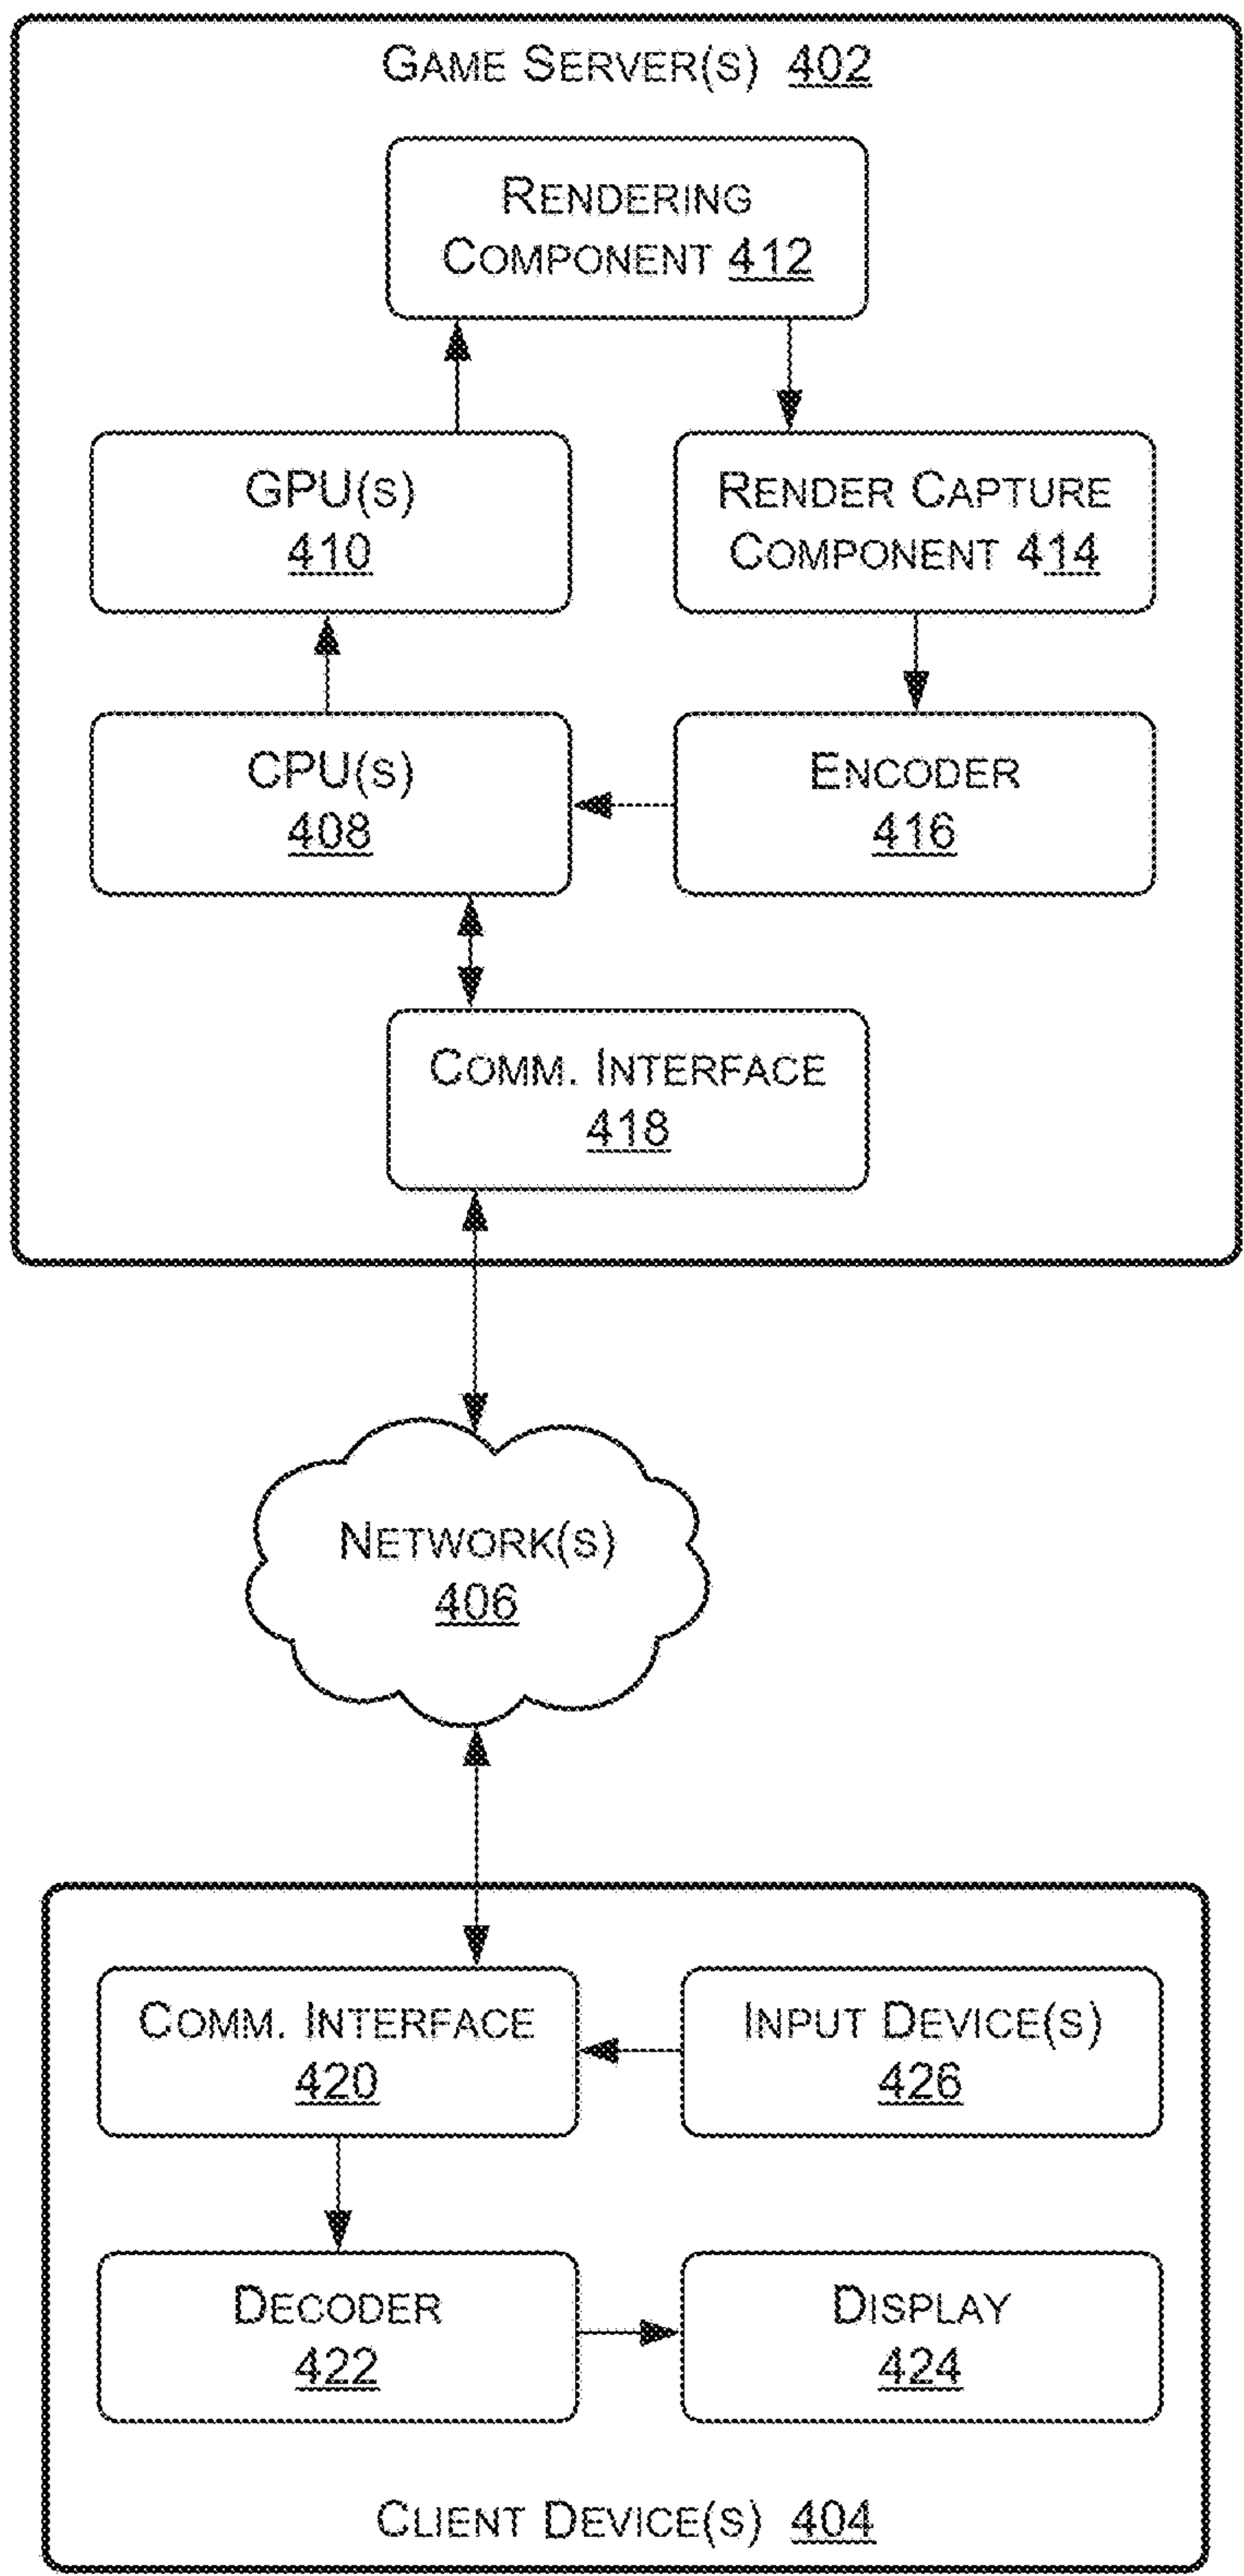 GAME SERVER(S) 402
RENDERING
COMPONENT 412
GPU(S)
410
RENDER CAPTURE
COMPONENT 414
CPU(S)
408
ENCODER
416
COMM. INTERFACE
418
NETWORK(S)
406
COMM. INTERFACE
420
INPUT DEVICE(S)
426
DECODER
422
DISPLAY
424
CLIENT DEVICE(S) 404